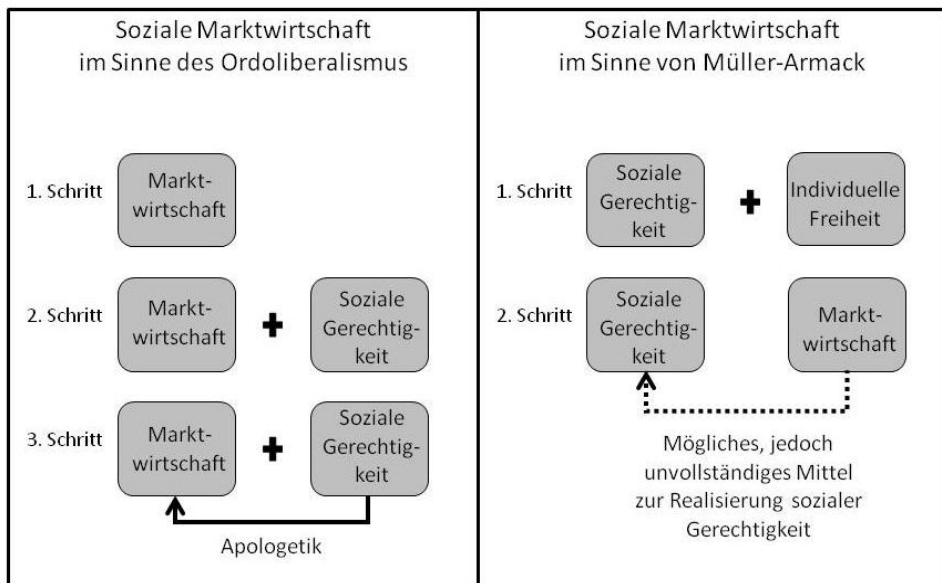 Soziale Marktwirtschaft
im Sinne des Ordoliberalismus
1. Schritt
Markt-
wirtschaft
2. Schritt
Markt-
wirtschaft
+
Soziale
Gerechtig-
keit
3. Schritt
Markt-
wirtschaft
+
Soziale
Gerechtig-
keit
Apologetik
Soziale Marktwirtschaft
im Sinne von Müller-Armack
1. Schritt
Soziale
Gerechtig-
keit
+
Individuelle
Freiheit
2. Schritt
Soziale
Gerechtig-
keit
Markt-
wirtschaft
Mögliches, jedoch
unvollständiges Mittel
zur Realisierung sozialer
Gerechtigkeit